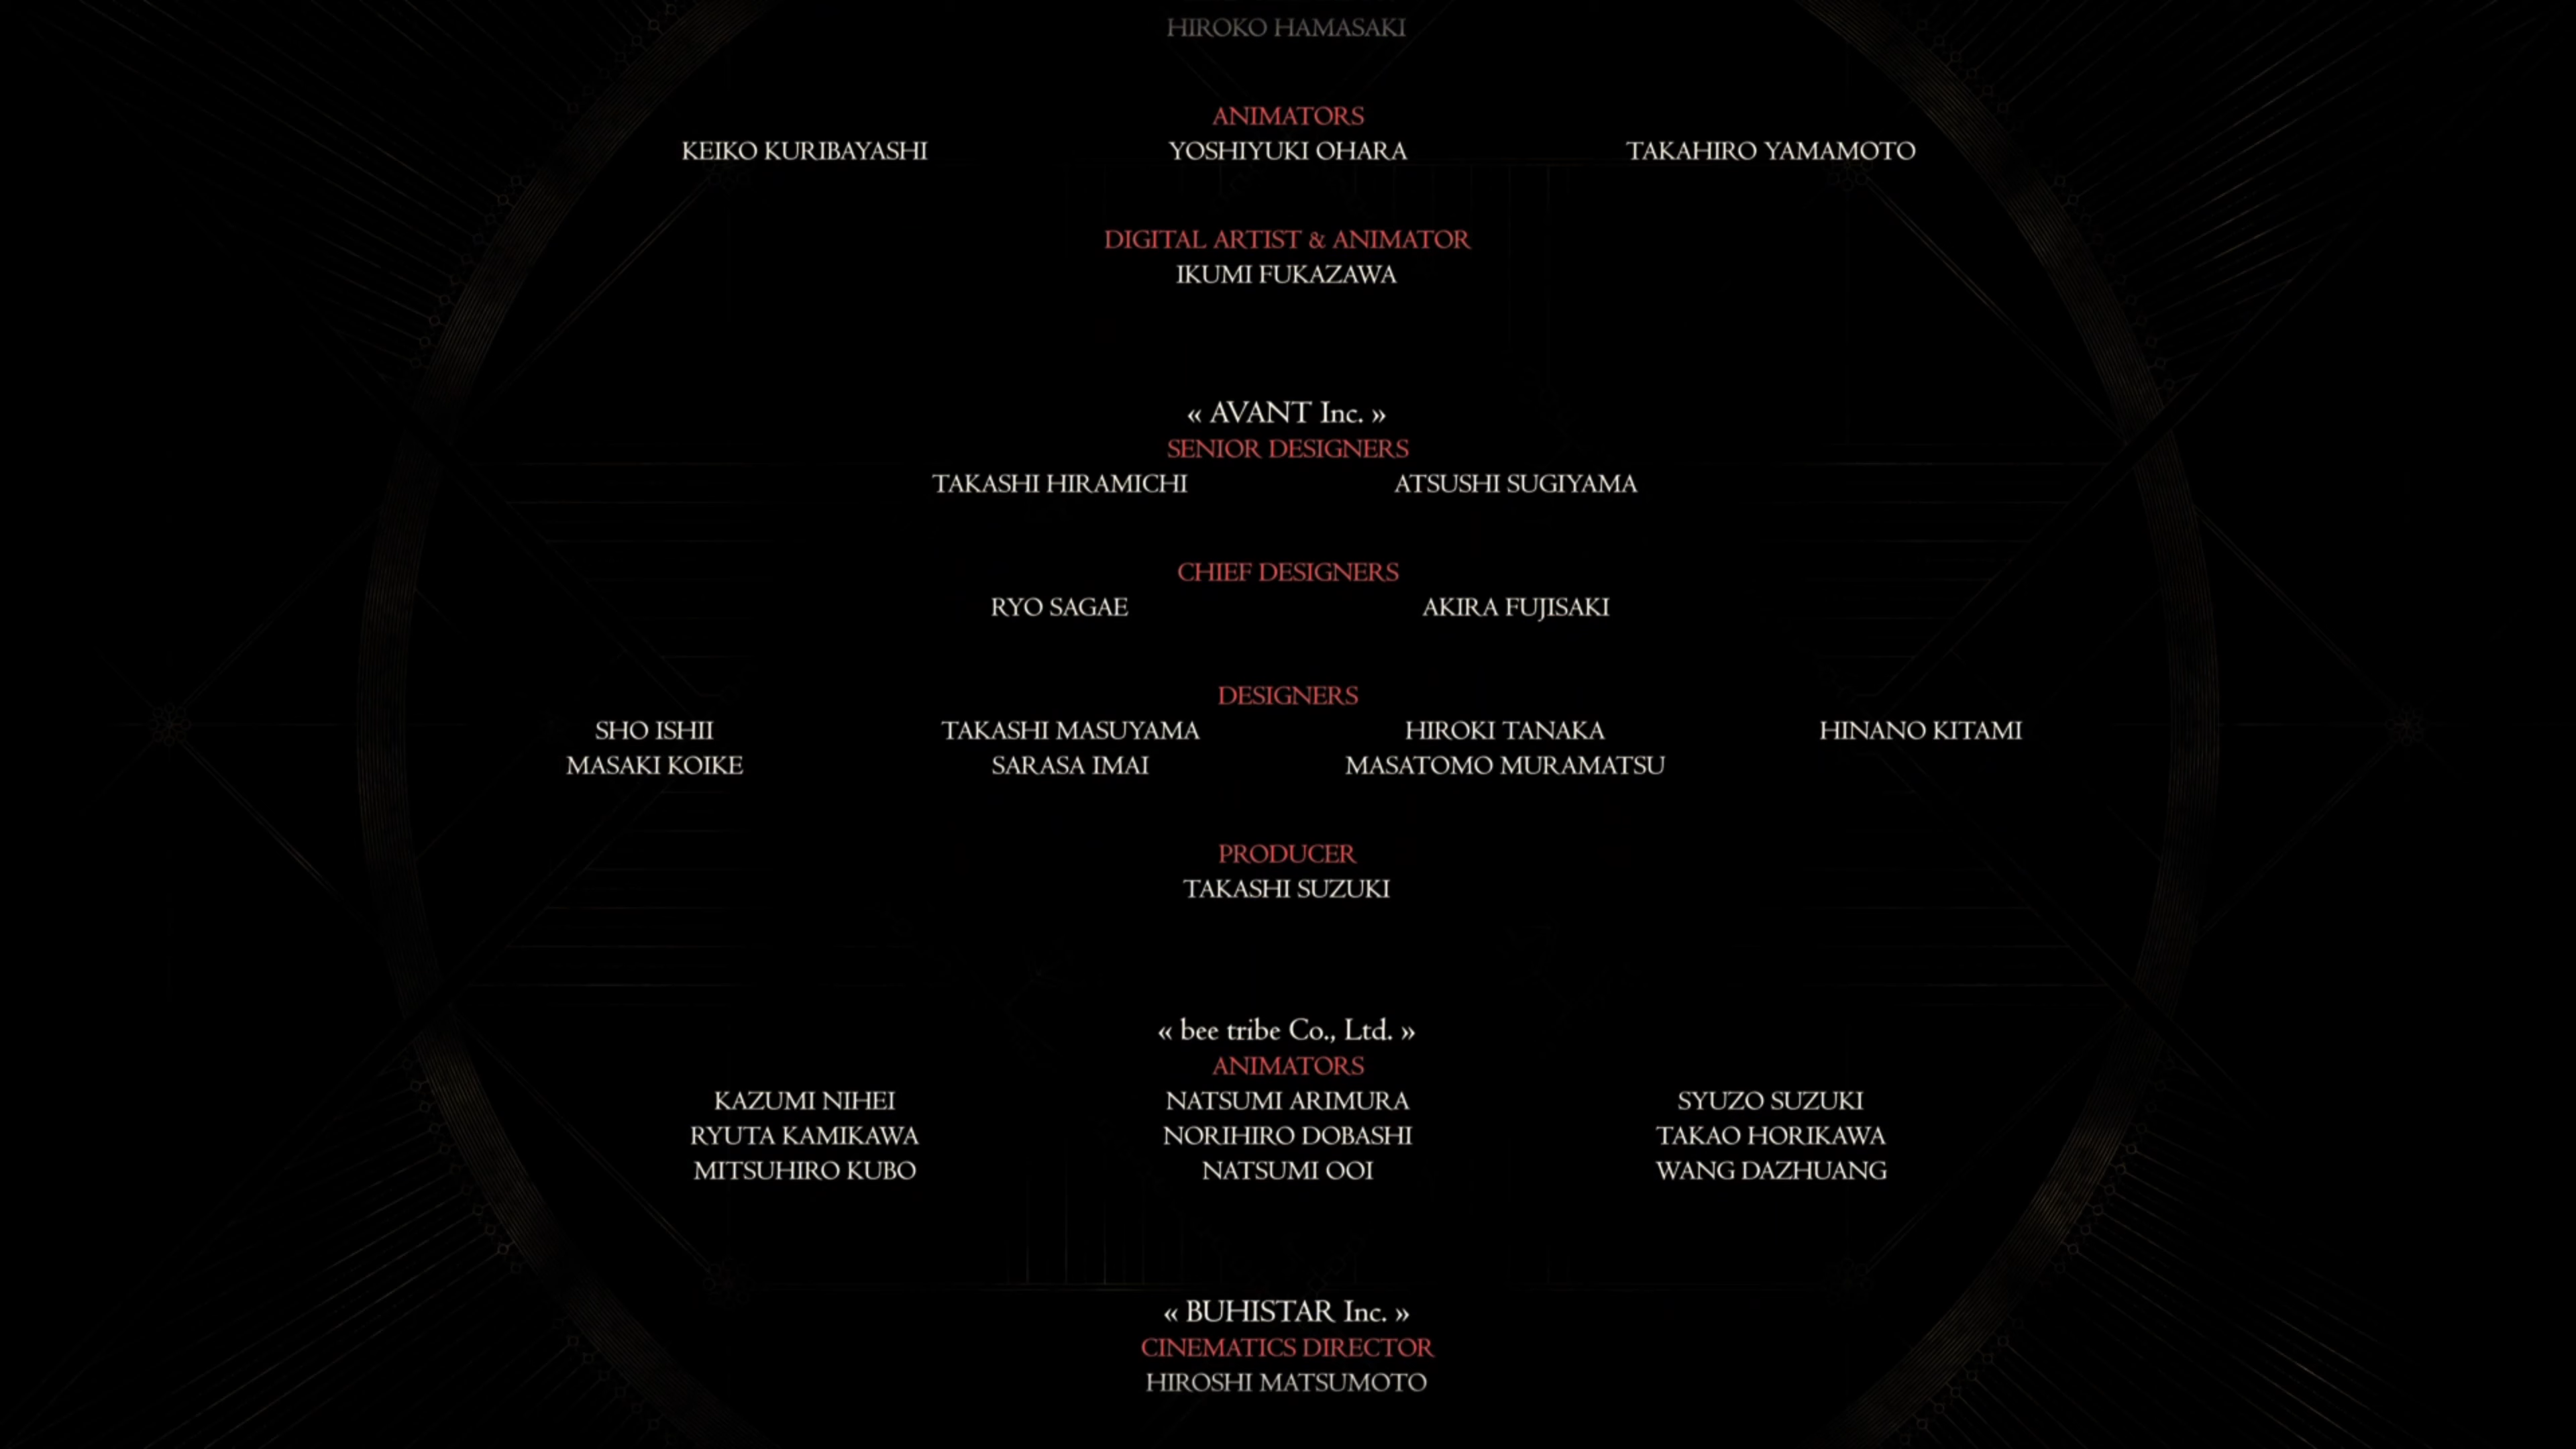 HIROKO HAMASAKI
ANIMATORS
KEIKO KURIBAYASHI YOSHIYUKI OHARA TAKAHIRO YAMAMOTO
DIGITAL ARTIST & ANIMATOR
IKUMI FUKAZAWA
« AVANT Inc. »
SENIOR DESIGNERS
TAKASHI HIRAMICHI ATSUSHI SUGIYAMA
CHIEF DESIGNERS
RYO SAGAE AKIRA FUJISAKI
DESIGNERS
SHO ISHII TAKASHI MASUYAMA HIROKI TANAKA HINANO KITAMI
MASAKI KOIKE SARASA IMAI MASATOMO MURAMATSU
PRODUCER
TAKASHI SUZUKI
« bee tribe Co., Ltd. »
ANIMATORS
KAZUMI NIHEI NATSUMI ARIMURA SYUZO SUZUKI
RYUTA KAMIKAWA NORIHIRO DOBASHI TAKAO HORIKAWA
MITSUHIRO KUBO NATSUMI OOI WANG DAZHUANG
« BUHISTAR Inc. »
CINEMATICS DIRECTOR
HIROSHI MATSUMOTO